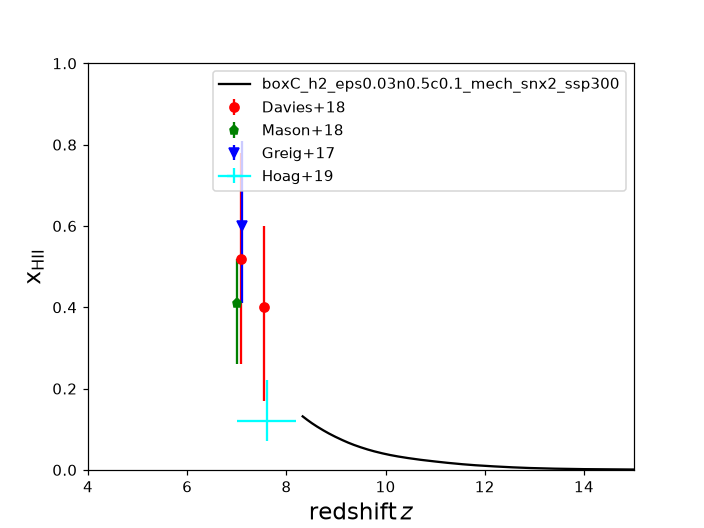 1.0
boxC_h2_eps0.03n0.5c0.1_mech_snx2_ssp300
Davies+18
Mason+18
Greig+17
Hoag+19
0.8
0.6
0.4
0.2
0.0
xHII
4 6 8 10 12 14
redshift z